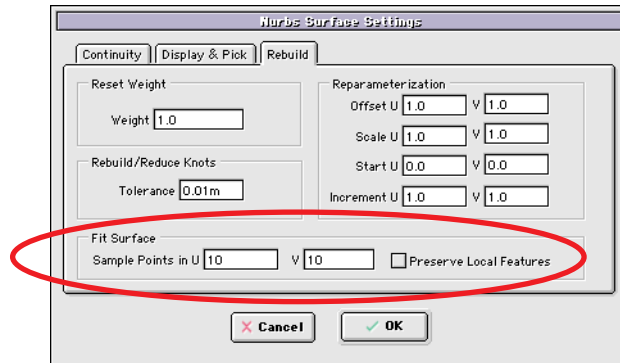 Nurbs Surface Settings
Continuity Display & Pick Rebuild
Reset Weight
Weight 1.0
Rebuild/Reduce Knots
Tolerance 0.01m
Reparameterization
Offset U 1.0 V 1.0
Scale U 1.0 V 1.0
Start U 0.0 V 0.0
Increment U 1.0 V 1.0
Fit Surface
Sample Points in U 10 V 10 Preserve Local Features
Cancel OK